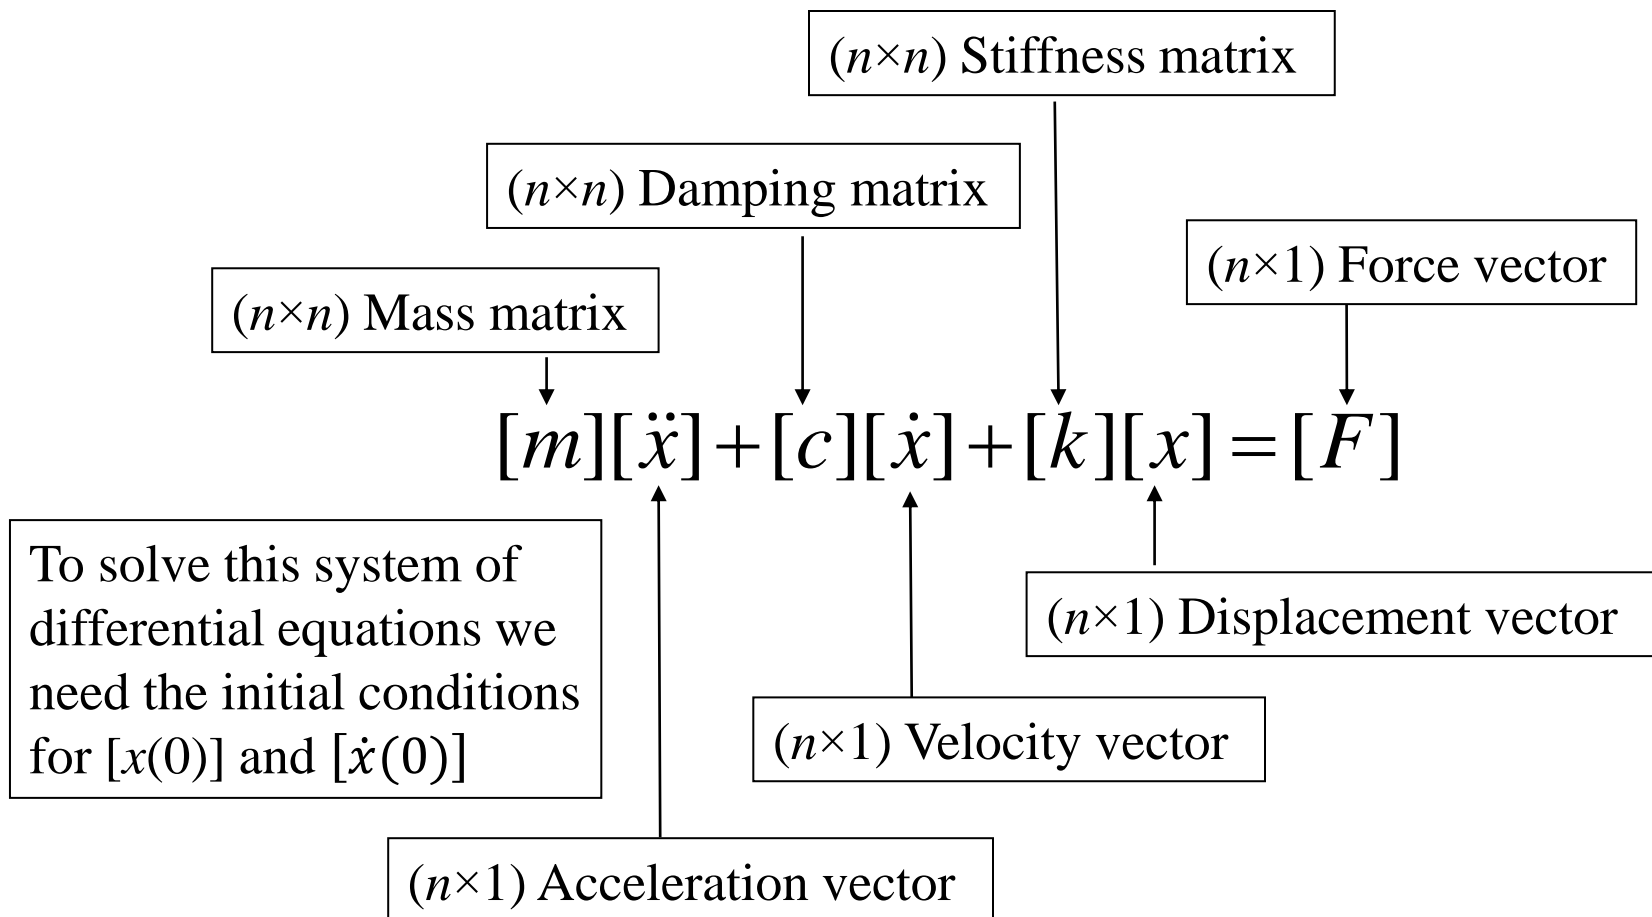 (n×n) Stiffness matrix
(n×n) Damping matrix
(n×1) Force vector
(n×n) Mass matrix
[m][ẍ]+[c][ẋ]+[k][x]=[F]
To solve this system of
differential equations we
need the initial conditions
for [x(0)] and [ẋ(0)]
(n×1) Displacement vector
(n×1) Velocity vector
(n×1) Acceleration vector